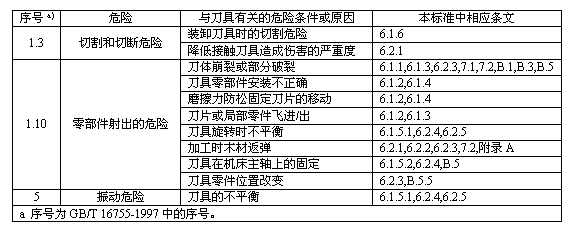 序号 a) 危险 与刀具有关的危险条件或原因 本标准中相应条文
1.3 切割和切断危险 装卸刀具时的切割危险 6.1.6
降低接触刀具造成伤害的严重度 6.2.1
1.10 零部件射出的危险 刀体崩裂或部分破裂 6.1.1,6.1.3,6.2.3,7.1,7.2,B.1,B.3,B.5
刀具零部件安装不正确 6.1.2,6.1.4
磨擦力防松固定刀片的移动 6.1.2,6.1.4
刀片或局部零件飞进/出 6.1.2,6.1.3
刀具旋转时不平衡 6.1.5.1,6.2.4,6.2.5
加工时木材返弹 6.2.1,6.2.2,6.2.3,7.2,附录 A
刀具在机床主轴上的固定 6.1.5.2,6.2.4,B.5
刀具零件位置改变 6.2.3,B.5.5
5 振动危险 刀具的不平衡 6.1.5.1,6.2.4,6.2.5
a 序号为 GB/T 16755-1997 中的序号。